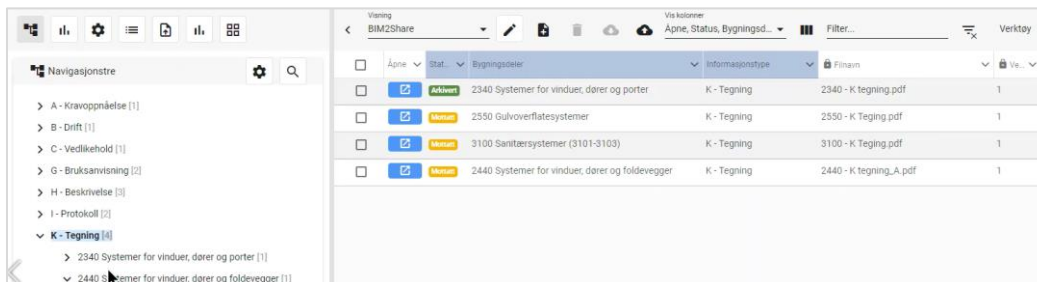 Visning
BIM2Share
Vis kolonner
Åpne, Status, Bygningsd...
Filter...
Verktøy
Navigasjonstre
A - Kravoppnåelse [1]
B - Drift [1]
C - Vedlikehold [1]
G - Bruksanvisning [2]
H - Beskrivelse [3]
I - Protokoll [2]
K - Tegning [4]
2340 Systemer for vinduer, dører og porter [1]
2440 Systemer for vinduer, dører og foldevegger [1]
Åpne Stat... Bygningsdeler Informasjonstype Filnavn Ve...
Arkivert 2340 Systemer for vinduer, dører og porter K - Tegning 2340 - K tegning.pdf 1
Mottatt 2550 Gulvoverflatesystemer K - Tegning 2550 - K Teging.pdf 1
Mottatt 3100 Sanitærsystemer (3101-3103) K - Tegning 3100 - K Teging.pdf 1
Mottatt 2440 Systemer for vinduer, dører og foldevegger K - Tegning 2440 - K tegning_A.pdf 1